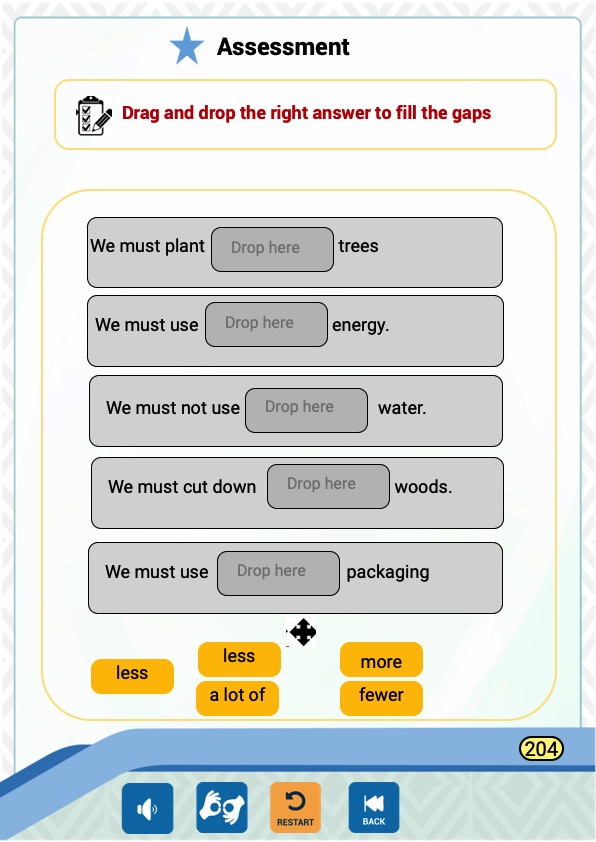 Assessment
Drag and drop the right answer to fill the gaps
We must plant Drop here trees
We must use Drop here energy.
We must not use Drop here water.
We must cut down Drop here woods.
We must use Drop here packaging
less less more
a lot of fewer
204
RESTART BACK